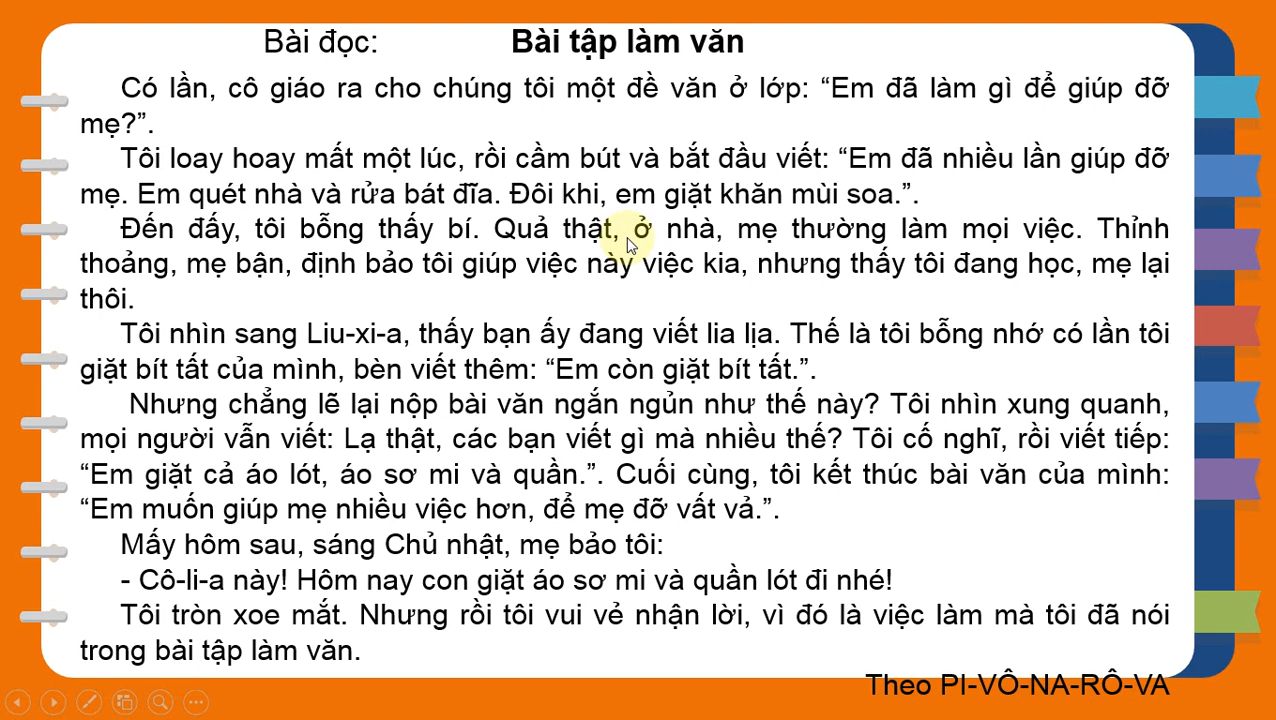 Bài đọc: Bài tập làm văn
Có lần, cô giáo ra cho chúng tôi một đề văn ở lớp: “Em đã làm gì để giúp đỡ
mẹ?”.
Tôi loay hoay mất một lúc, rồi cầm bút và bắt đầu viết: “Em đã nhiều lần giúp đỡ
mẹ. Em quét nhà và rửa bát đĩa. Đôi khi, em giặt khăn mùi soa.”.
Đến đấy, tôi bỗng thấy bí. Quả thật, ở nhà, mẹ thường làm mọi việc. Thỉnh
thoảng, mẹ bận, định bảo tôi giúp việc này việc kia, nhưng thấy tôi đang học, mẹ lại
thôi.
Tôi nhìn sang Liu-xi-a, thấy bạn ấy đang viết lia lịa. Thế là tôi bỗng nhớ có lần tôi
giặt bít tất của mình, bèn viết thêm: “Em còn giặt bít tất.”.
Nhưng chẳng lẽ lại nộp bài văn ngắn ngủn như thế này? Tôi nhìn xung quanh,
mọi người vẫn viết: Lạ thật, các bạn viết gì mà nhiều thế? Tôi cố nghĩ, rồi viết tiếp:
“Em giặt cả áo lót, áo sơ mi và quần.”. Cuối cùng, tôi kết thúc bài văn của mình:
“Em muốn giúp mẹ nhiều việc hơn, để mẹ đỡ vất vả.”.
Mấy hôm sau, sáng Chủ nhật, mẹ bảo tôi:
- Cô-li-a này! Hôm nay con giặt áo sơ mi và quần lót đi nhé!
Tôi tròn xoe mắt. Nhưng rồi tôi vui vẻ nhận lời, vì đó là việc làm mà tôi đã nói
trong bài tập làm văn.
Theo PI-VÔ-NA-RÔ-VA